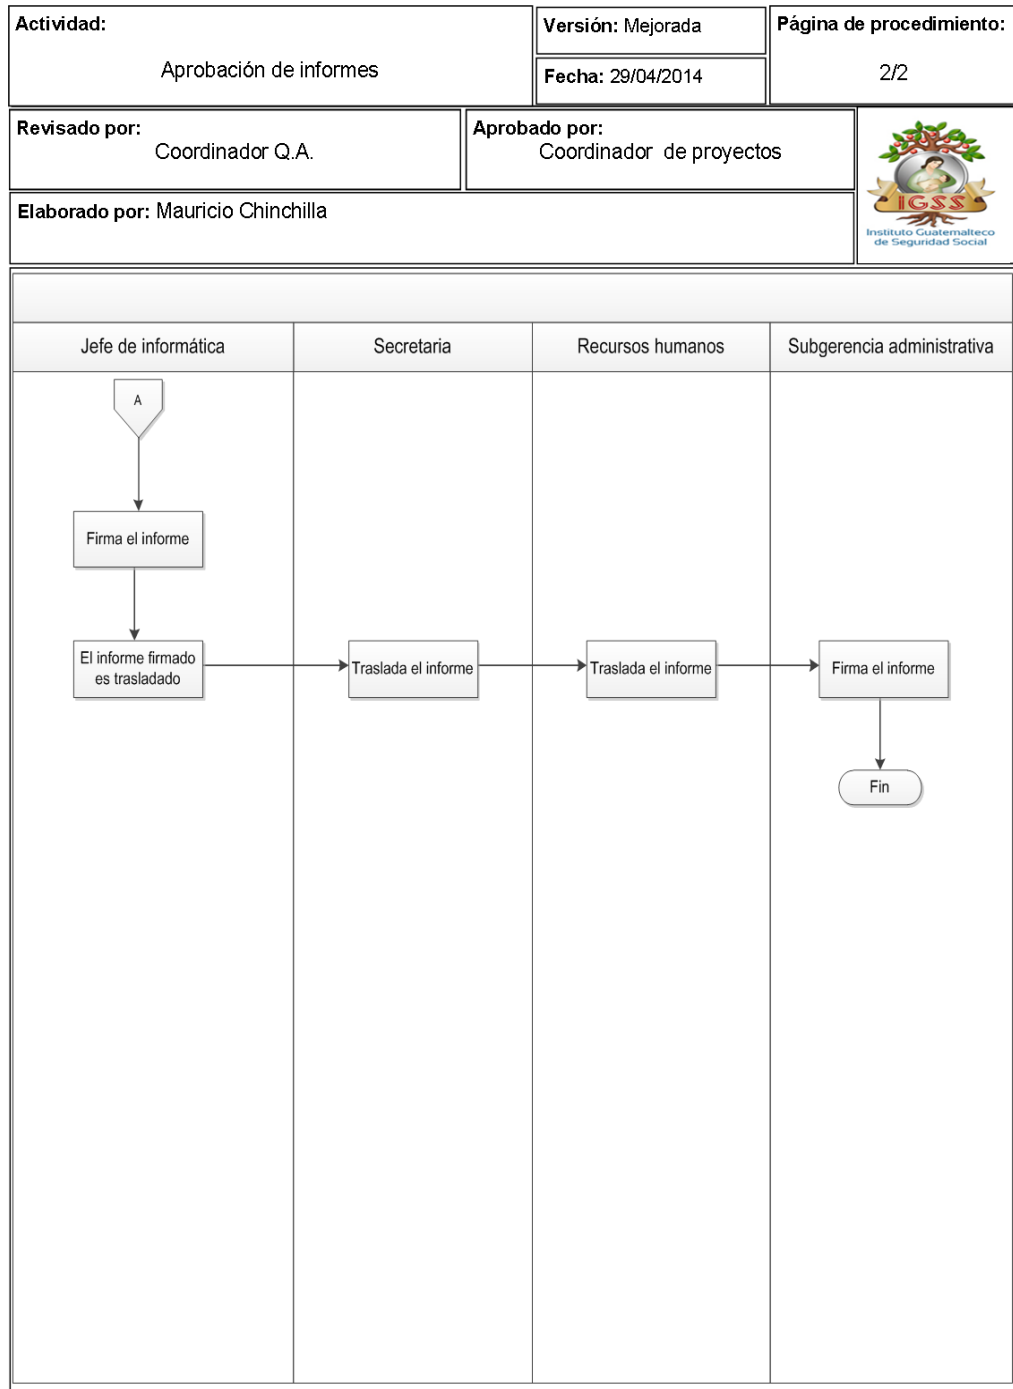 Actividad:
Aprobación de informes
Versión: Mejorada
Fecha: 29/04/2014
Página de procedimiento:
2/2
Revisado por:
Coordinador Q.A.
Aprobado por:
Coordinador de proyectos
Elaborado por: Mauricio Chinchilla
IGSS
Instituto Guatemalteco
de Seguridad Social
Jefe de informática
Secretaria
Recursos humanos
Subgerencia administrativa
A
Firma el informe
El informe firmado
es trasladado
Traslada el informe
Traslada el informe
Firma el informe
Fin